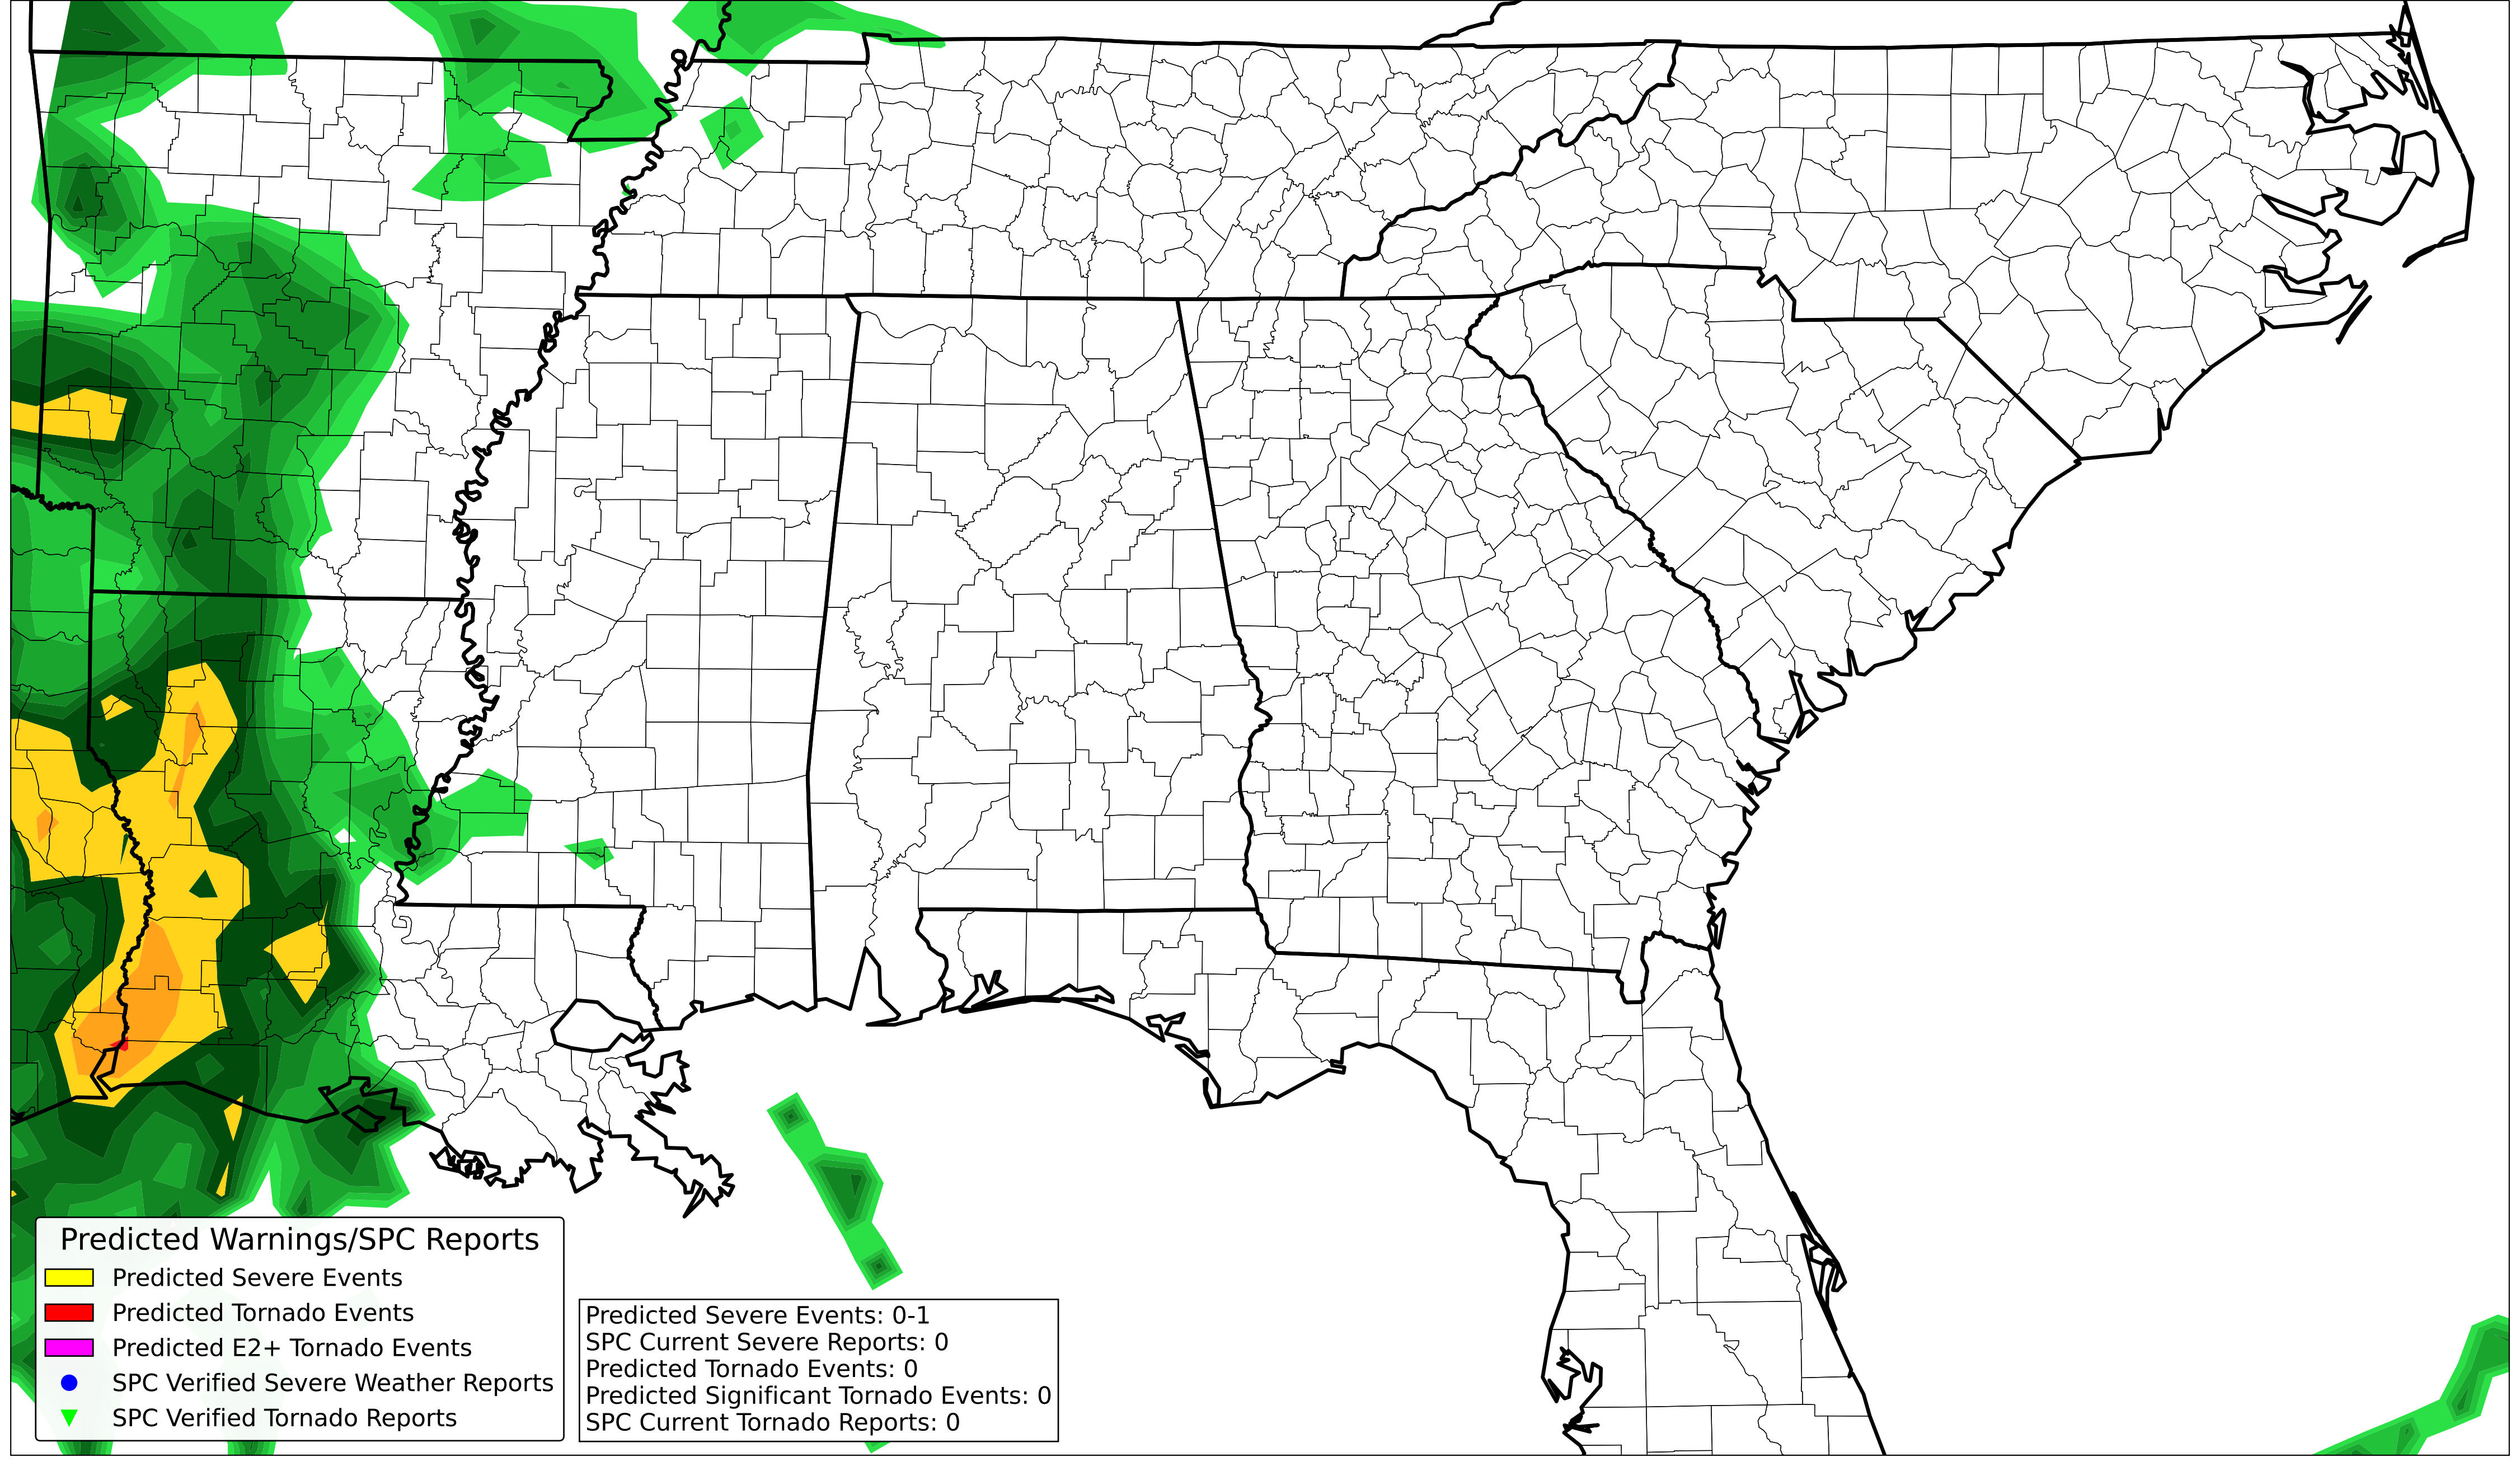 Predicted Warnings/SPC Reports
Predicted Severe Events
Predicted Tornado Events
Predicted E2+ Tornado Events
SPC Verified Severe Weather Reports
SPC Verified Tornado Reports
Predicted Severe Events: 0-1
SPC Current Severe Reports: 0
Predicted Tornado Events: 0
Predicted Significant Tornado Events: 0
SPC Current Tornado Reports: 0